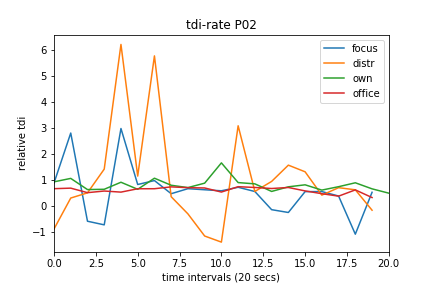 tdi-rate P02
focus
distr
own
office
relative tdi
6
5
4
3
2
1
0
−1
0.0 2.5 5.0 7.5 10.0 12.5 15.0 17.5 20.0
time intervals (20 secs)